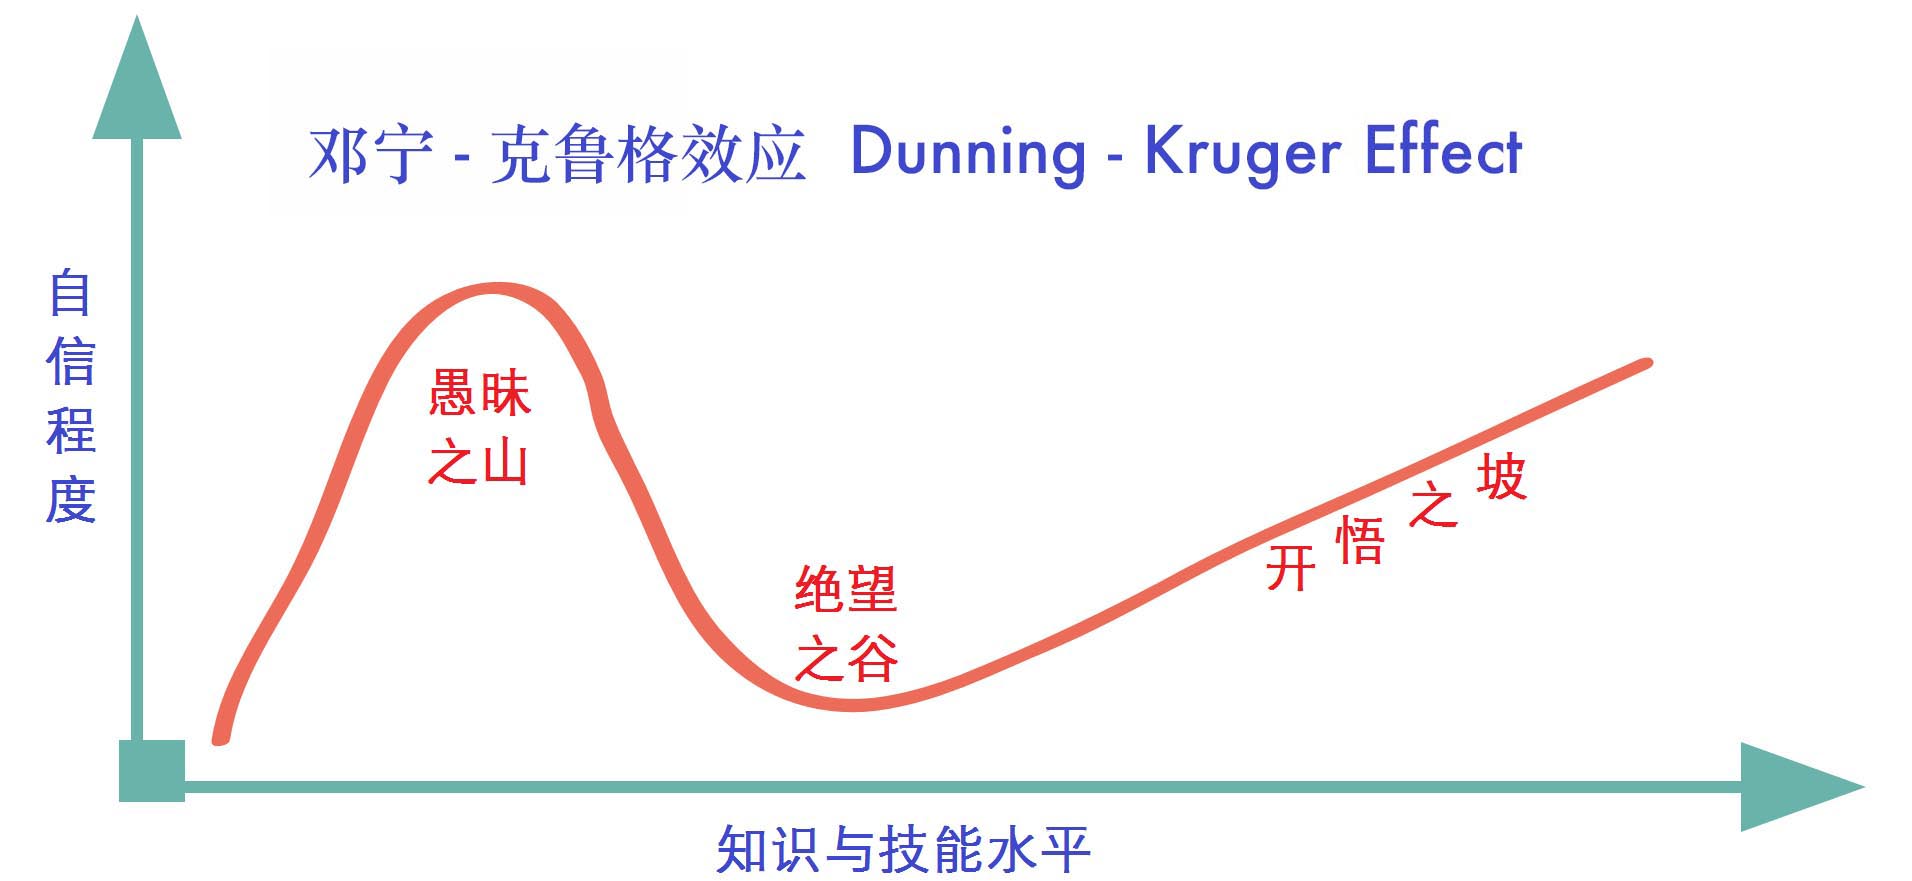 邓宁 - 克鲁格效应 Dunning - Kruger Effect
自信程度
愚昧
之山
绝望
之谷
开悟之坡
知识与技能水平